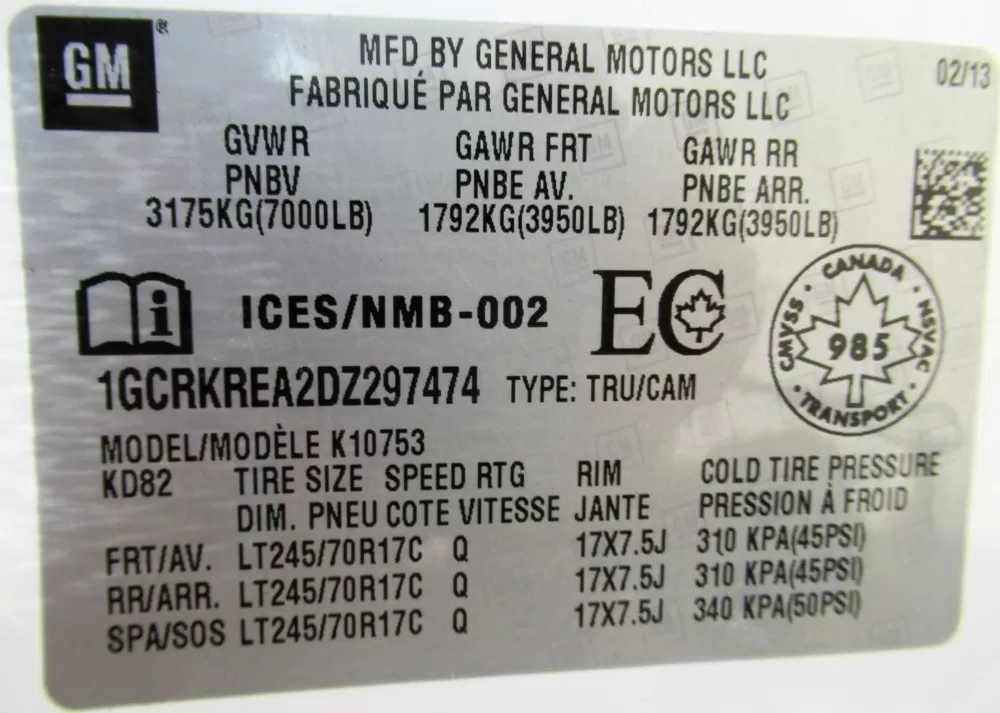 GM ®
MFD BY GENERAL MOTORS LLC
FABRIQUÉ PAR GENERAL MOTORS LLC
02/13
GVWR GAWR FRT GAWR RR
PNBV PNBE AV. PNBE ARR.
3175KG(7000LB) 1792KG(3950LB) 1792KG(3950LB)
ICES/NMB-002 EC
CANADA
CMVSS 985 NSVAC
TRANSPORT
1GCRKREA2DZ297474 TYPE: TRU/CAM
MODEL/MODÈLE K10753
KD82 TIRE SIZE SPEED RTG RIM COLD TIRE PRESSURE
DIM. PNEU COTE VITESSE JANTE PRESSION À FROID
FRT/AV. LT245/70R17C Q 17X7.5J 310 KPA(45PSI)
RR/ARR. LT245/70R17C Q 17X7.5J 310 KPA(45PSI)
SPA/SOS LT245/70R17C Q 17X7.5J 340 KPA(50PSI)